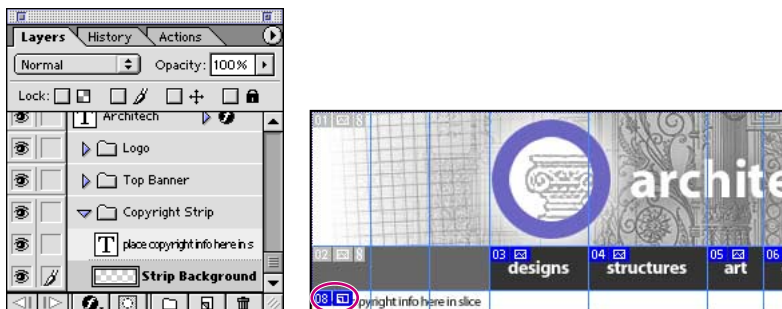 Layers History Actions
Normal Opacity: 100%
Lock:
T Architech
Logo
Top Banner
Copyright Strip
T place copyright info here in s
Strip Background
01
archite
02
03 04 05 06
designs structures art
08
pyright info here in slice